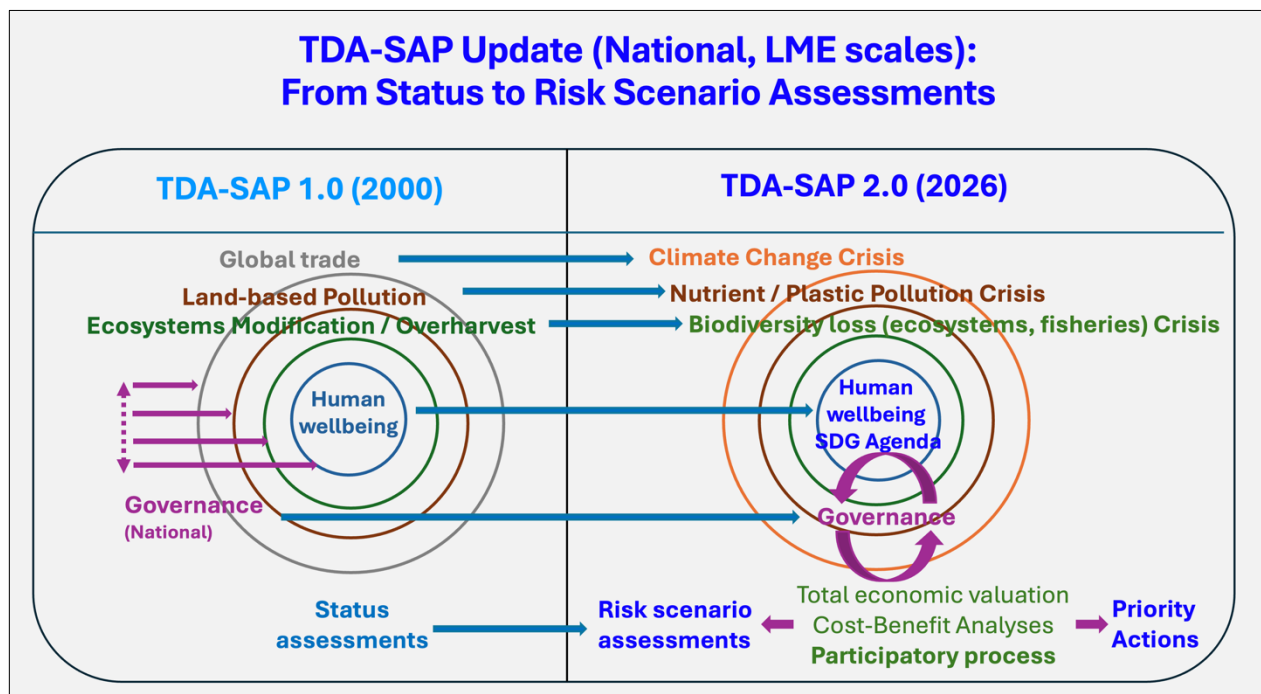 TDA-SAP Update (National, LME scales):
From Status to Risk Scenario Assessments
TDA-SAP 1.0 (2000)
Global trade
Land-based Pollution
Ecosystems Modification / Overharvest
Human
wellbeing
Governance
(National)
Status
assessments
TDA-SAP 2.0 (2026)
Climate Change Crisis
Nutrient / Plastic Pollution Crisis
Biodiversity loss (ecosystems, fisheries) Crisis
Human
wellbeing
SDG Agenda
Governance
Risk scenario
assessments
Total economic valuation
Cost-Benefit Analyses
Participatory process
Priority
Actions